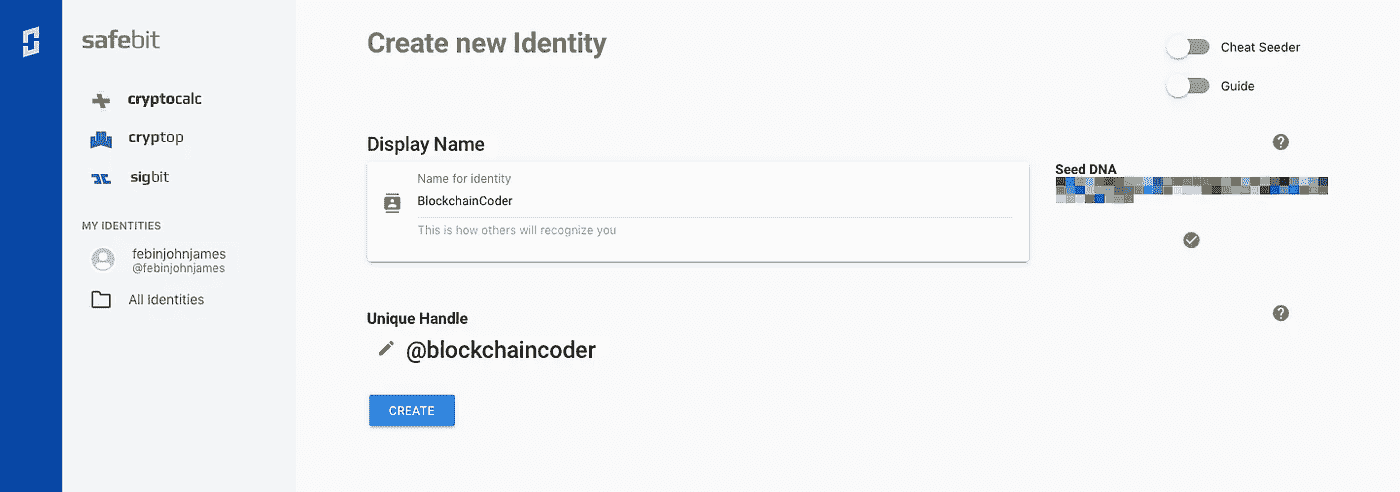 safebit
cryptocalc
cryptop
sigbit
MY IDENTITIES
febinjohnjames
@febinjohnjames
All Identities
Create new Identity
Cheat Seeder
Guide
Display Name
Name for identity
BlockchainCoder
This is how others will recognize you
Seed DNA
Unique Handle
@blockchaincoder
CREATE